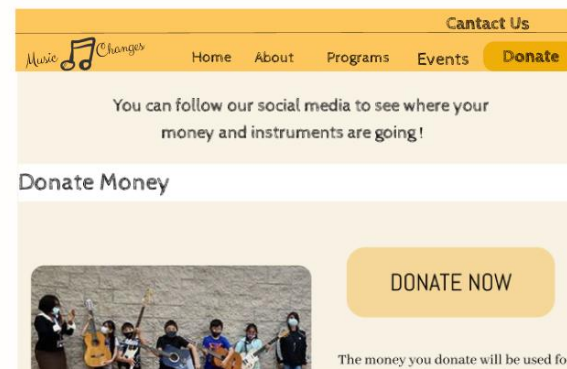 Cantact Us
Music Changes
Home About Programs Events Donate
You can follow our social media to see where your
money and instruments are going!
Donate Money
DONATE NOW
The money you donate will be used fo